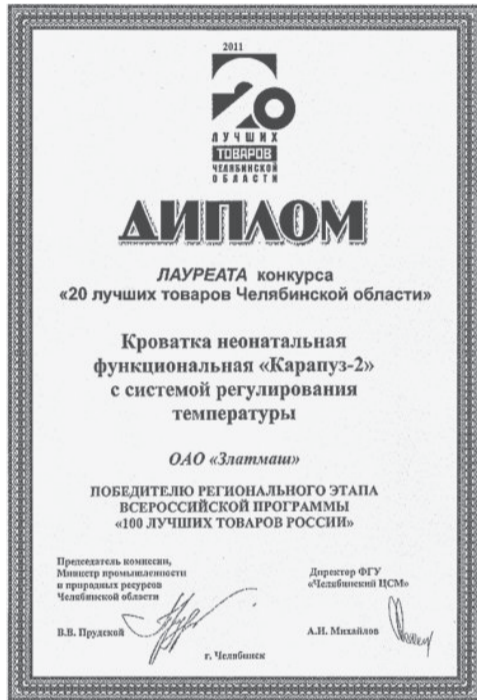 2011
20
ЛУЧШИХ
ТОВАРОВ
ЧЕЛЯБИНСКОЙ
ОБЛАСТИ
ДИПЛОМ
ЛАУРЕАТА конкурса
«20 лучших товаров Челябинской области»
Кроватка неонатальная
функциональная «Карапуз-2»
с системой регулирования
температуры
ОАО «Златмаш»
ПОБЕДИТЕЛЮ РЕГИОНАЛЬНОГО ЭТАПА
ВСЕРОССИЙСКОЙ ПРОГРАММЫ
«100 ЛУЧШИХ ТОВАРОВ РОССИИ»
Председатель комиссии,
Министр промышленности
и природных ресурсов
Челябинской области
В.В. Прудской
Директор ФГУ
«Челябинский ЦСМ»
А.И. Михайлов
г. Челябинск